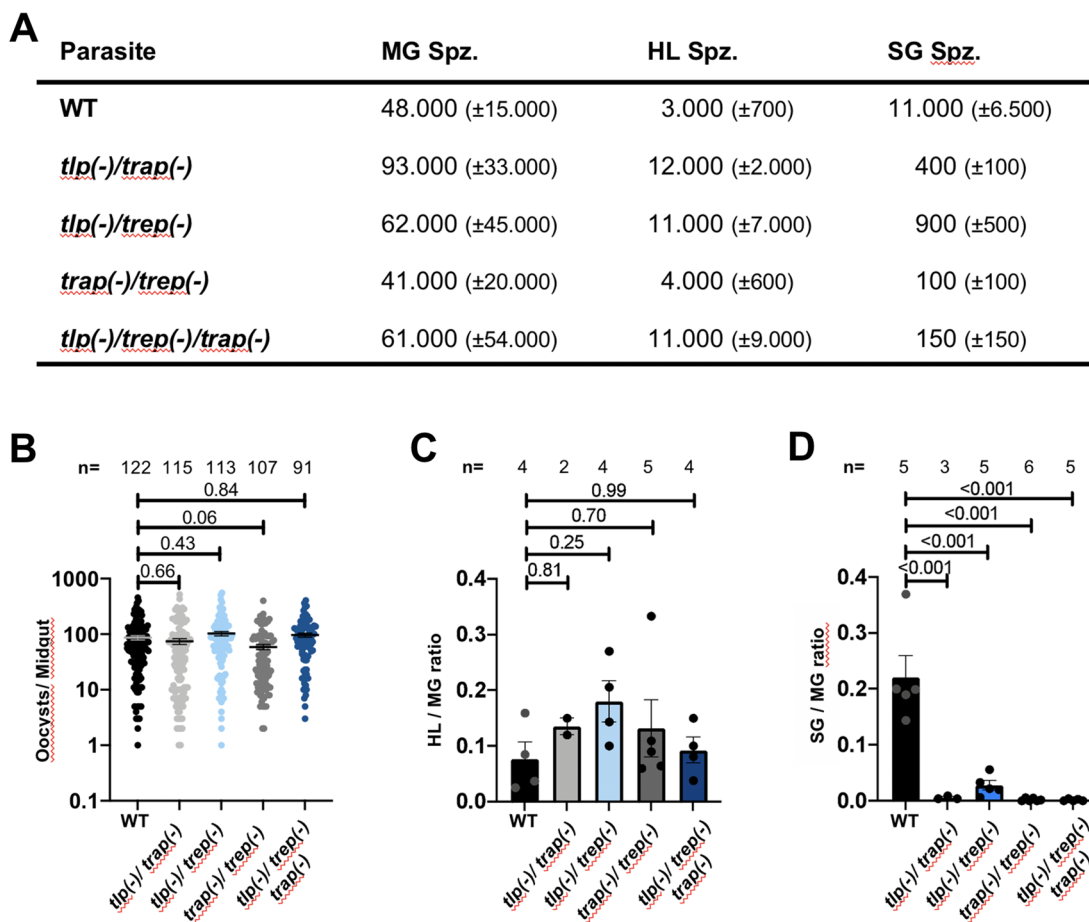 A
Parasite MG Spz. HL Spz. SG Spz.
WT 48.000 (±15.000) 3.000 (±700) 11.000 (±6.500)
tlp(-)/trap(-) 93.000 (±33.000) 12.000 (±2.000) 400 (±100)
tlp(-)/trep(-) 62.000 (±45.000) 11.000 (±7.000) 900 (±500)
trap(-)/trep(-) 41.000 (±20.000) 4.000 (±600) 100 (±100)
tlp(-)/trep(-)/trap(-) 61.000 (±54.000) 11.000 (±9.000) 150 (±150)
B
n= 122 115 113 107 91
0.84
0.06
0.43
0.66
1000
100
10
1
0.1
Oocysts/ Midgut
WT
tlp(-)/ trap(-)
tlp(-)/ trep(-)
trap(-)/ trep(-)
tlp(-)/ trep(-)
trap(-)
C
n= 4 2 4 5 4
0.99
0.70
0.25
0.81
0.4
0.3
0.2
0.1
0.0
HL / MG ratio
WT
tlp(-)/ trap(-)
tlp(-)/ trep(-)
trap(-)/ trep(-)
tlp(-)/ trep(-)
trap(-)
D
n= 5 3 5 6 5
<0.001
<0.001
<0.001
<0.001
0.4
0.3
0.2
0.1
0.0
SG / MG ratio
WT
tlp(-)/ trap(-)
tlp(-)/ trep(-)
trap(-)/ trep(-)
tlp(-)/ trep(-)
trap(-)